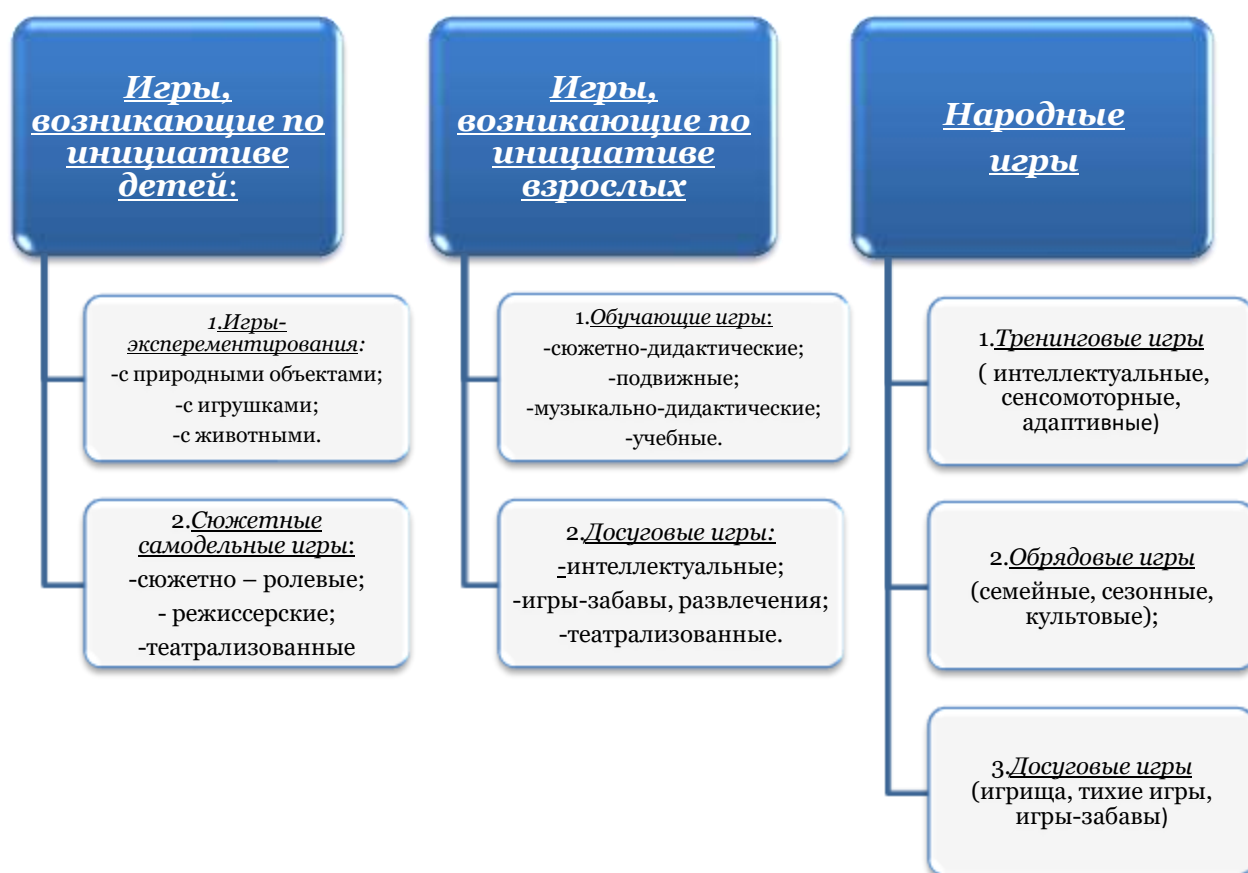 Игры,
возникающие по
инициативе
детей:
1.Игры-
эксперементирования:
-с природными объектами;
-с игрушками;
-с животными.
2.Сюжетные
самодельные игры:
-сюжетно – ролевые;
- режиссерские;
-театрализованные
Игры,
возникающие по
инициативе
взрослых
1.Обучающие игры:
-сюжетно-дидактические;
-подвижные;
-музыкально-дидактические;
-учебные.
2.Досуговые игры:
-интеллектуальные;
-игры-забавы, развлечения;
-театрализованные.
Народные
игры
1.Тренинговые игры
( интеллектуальные,
сенсомоторные,
адаптивные)
2.Обрядовые игры
(семейные, сезонные,
культовые);
3.Досуговые игры
(игрища, тихие игры,
игры-забавы)